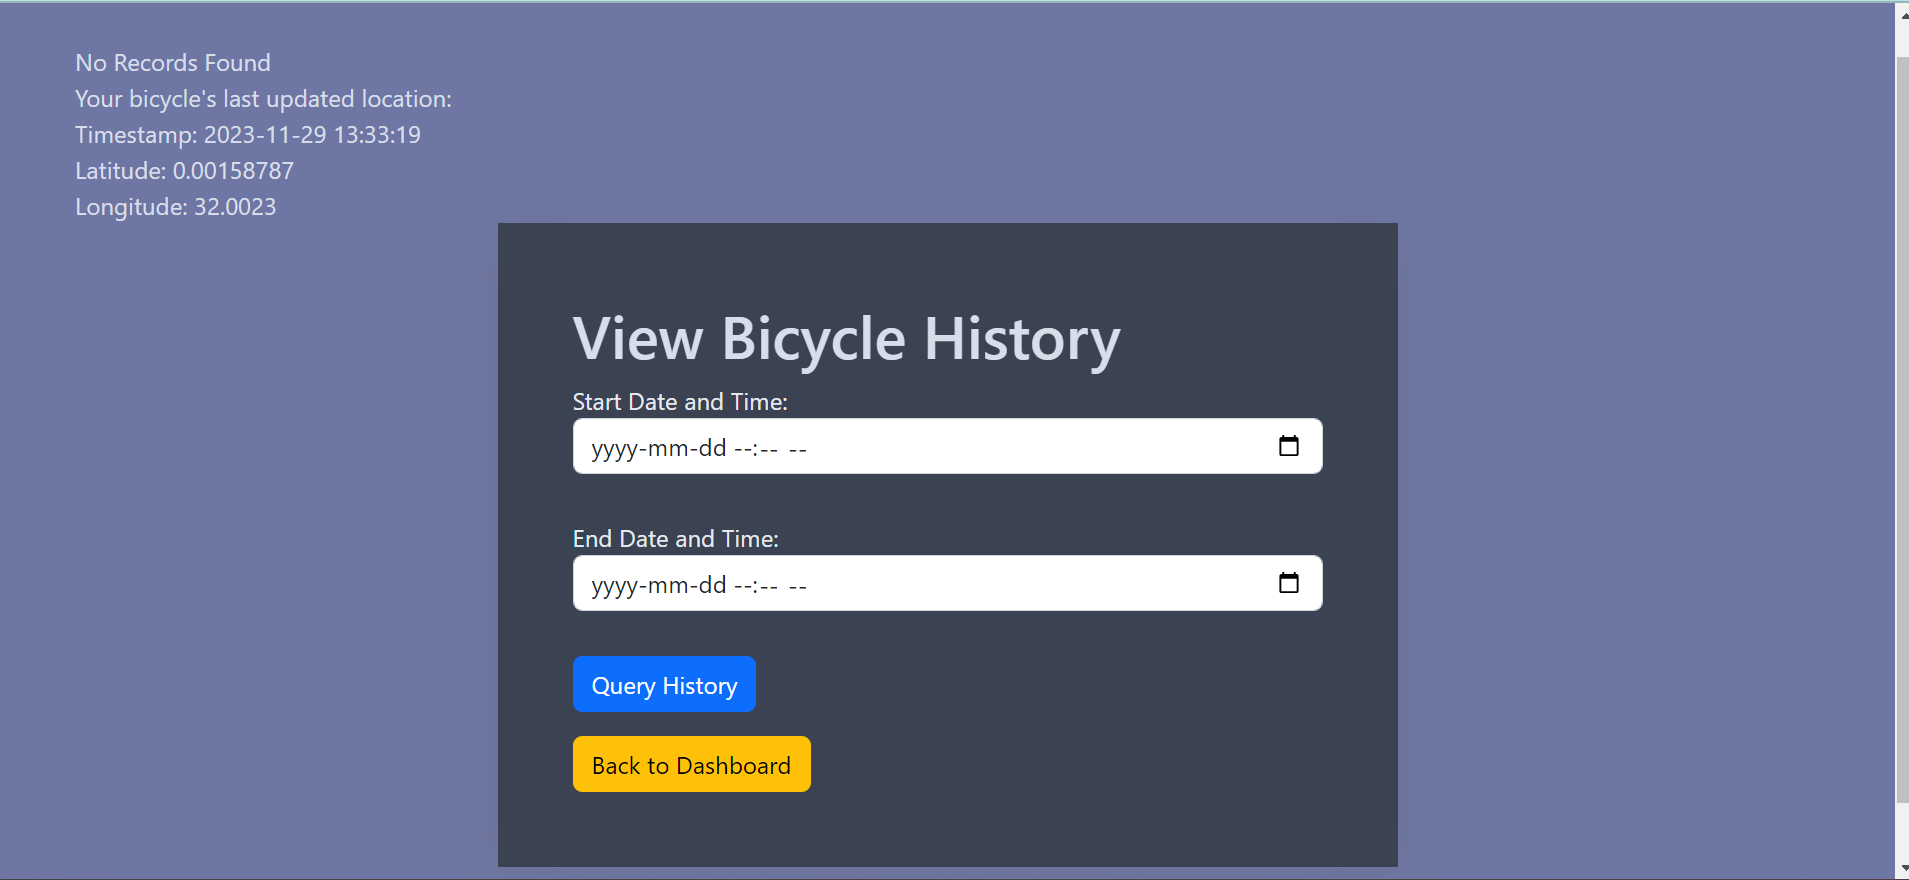 No Records Found
Your bicycle's last updated location:
Timestamp: 2023-11-29 13:33:19
Latitude: 0.00158787
Longitude: 32.0023
View Bicycle History
Start Date and Time:
yyyy-mm-dd --:-- --
End Date and Time:
yyyy-mm-dd --:-- --
Query History
Back to Dashboard